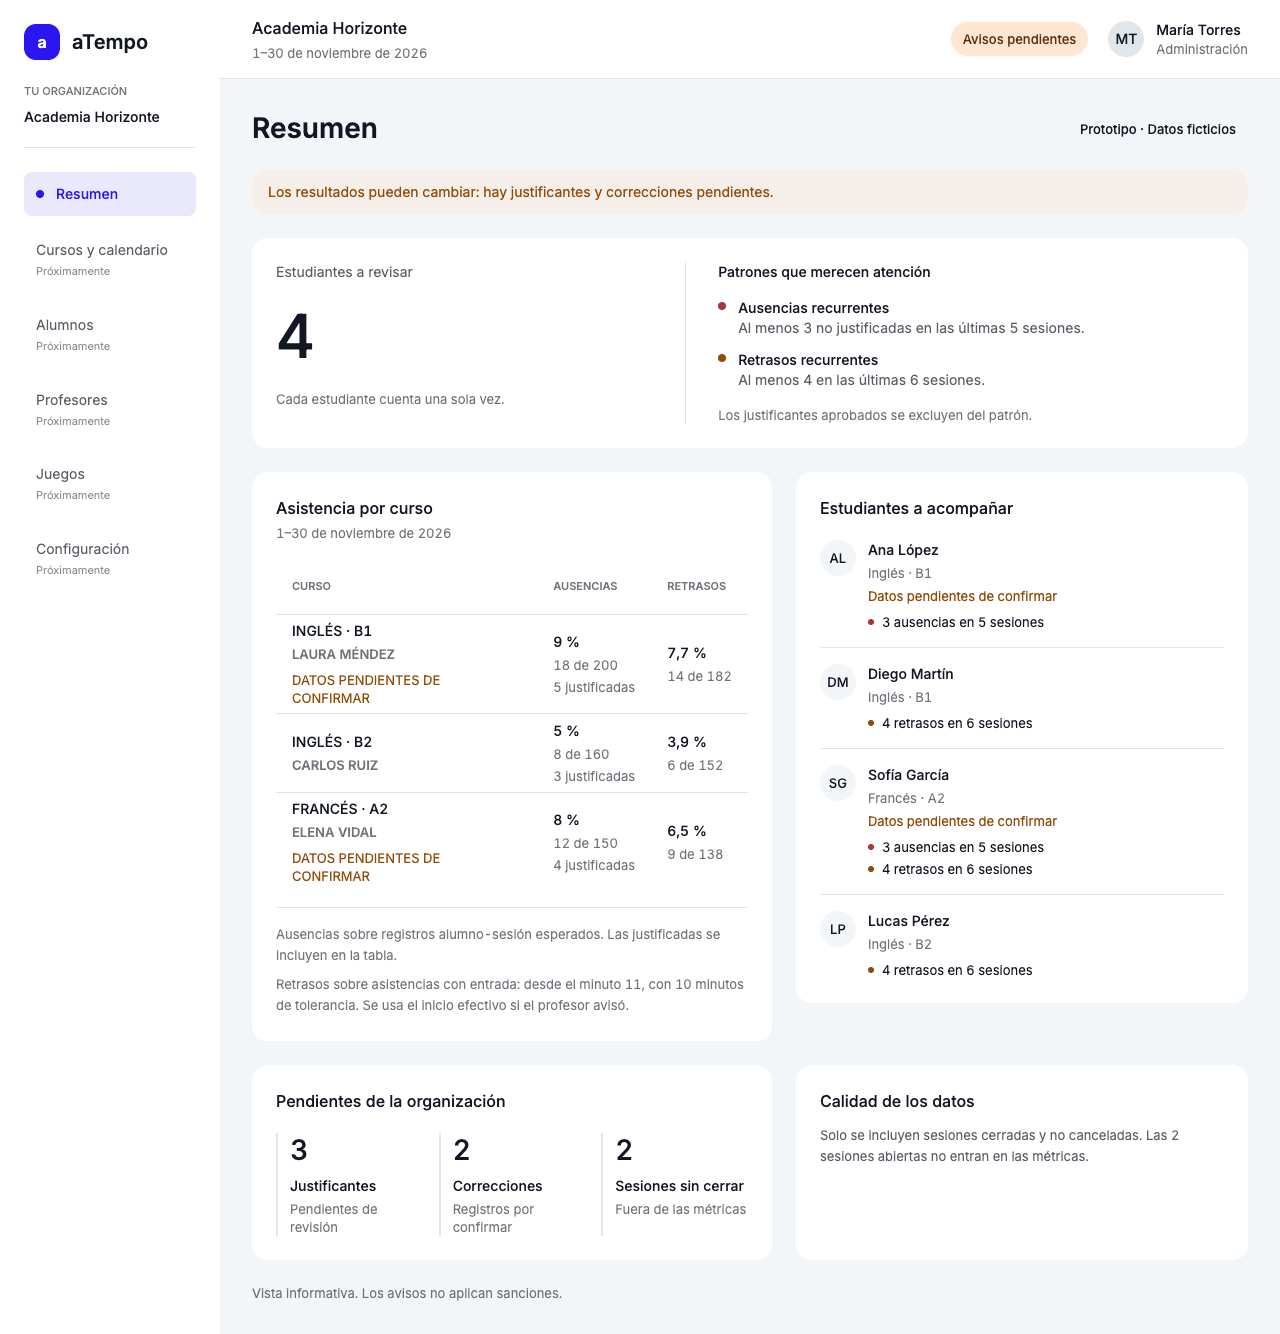 a
aTempo
TU ORGANIZACIÓN
Academia Horizonte
Resumen
Cursos y calendario
Próximamente
Alumnos
Próximamente
Profesores
Próximamente
Juegos
Próximamente
Configuración
Próximamente
Academia Horizonte
1–30 de noviembre de 2026
Avisos pendientes
MT
María Torres
Administración
Resumen
Prototipo · Datos ficticios
Los resultados pueden cambiar: hay justificantes y correcciones pendientes.
Estudiantes a revisar
4
Cada estudiante cuenta una sola vez.
Patrones que merecen atención
Ausencias recurrentes
Al menos 3 no justificadas en las últimas 5 sesiones.
Retrasos recurrentes
Al menos 4 en las últimas 6 sesiones.
Los justificantes aprobados se excluyen del patrón.
Asistencia por curso
1–30 de noviembre de 2026
CURSO AUSENCIAS RETRASOS
INGLÉS · B1
LAURA MÉNDEZ
DATOS PENDIENTES DE
CONFIRMAR
9 %
18 de 200
5 justificadas
7,7 %
14 de 182
INGLÉS · B2
CARLOS RUIZ
5 %
8 de 160
3 justificadas
3,9 %
6 de 152
FRANCÉS · A2
ELENA VIDAL
DATOS PENDIENTES DE
CONFIRMAR
8 %
12 de 150
4 justificadas
6,5 %
9 de 138
Ausencias sobre registros alumno-sesión esperados. Las justificadas se
incluyen en la tabla.
Retrasos sobre asistencias con entrada: desde el minuto 11, con 10 minutos
de tolerancia. Se usa el inicio efectivo si el profesor avisó.
Estudiantes a acompañar
AL
Ana López
Inglés · B1
Datos pendientes de confirmar
3 ausencias en 5 sesiones
DM
Diego Martín
Inglés · B1
4 retrasos en 6 sesiones
SG
Sofía García
Francés · A2
Datos pendientes de confirmar
3 ausencias en 5 sesiones
4 retrasos en 6 sesiones
LP
Lucas Pérez
Inglés · B2
4 retrasos en 6 sesiones
Pendientes de la organización
3
Justificantes
Pendientes de
revisión
2
Correcciones
Registros por
confirmar
2
Sesiones sin cerrar
Fuera de las métricas
Calidad de los datos
Solo se incluyen sesiones cerradas y no canceladas. Las 2
sesiones abiertas no entran en las métricas.
Vista informativa. Los avisos no aplican sanciones.